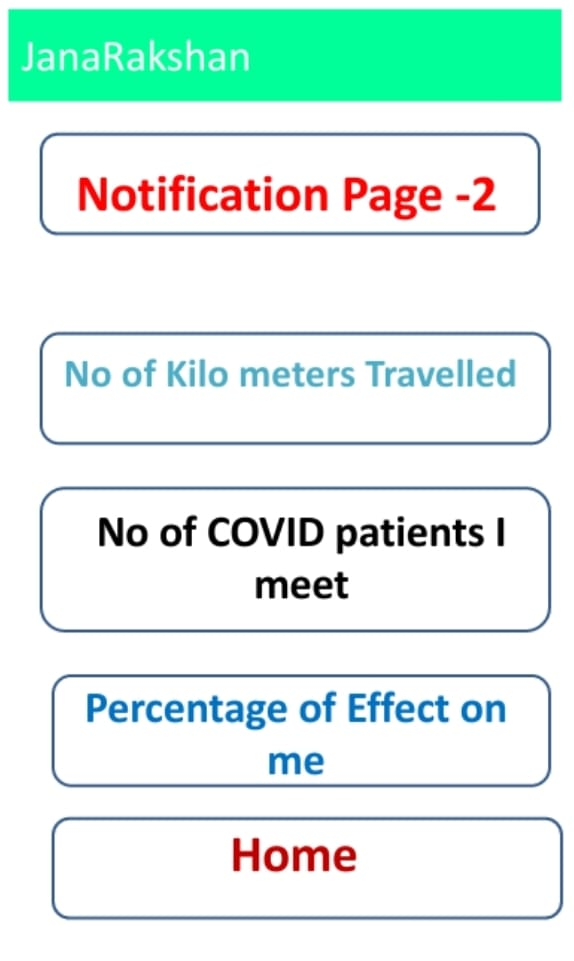 JanaRakshan
Notification Page -2
No of Kilo meters Travelled
No of COVID patients I
meet
Percentage of Effect on
me
Home